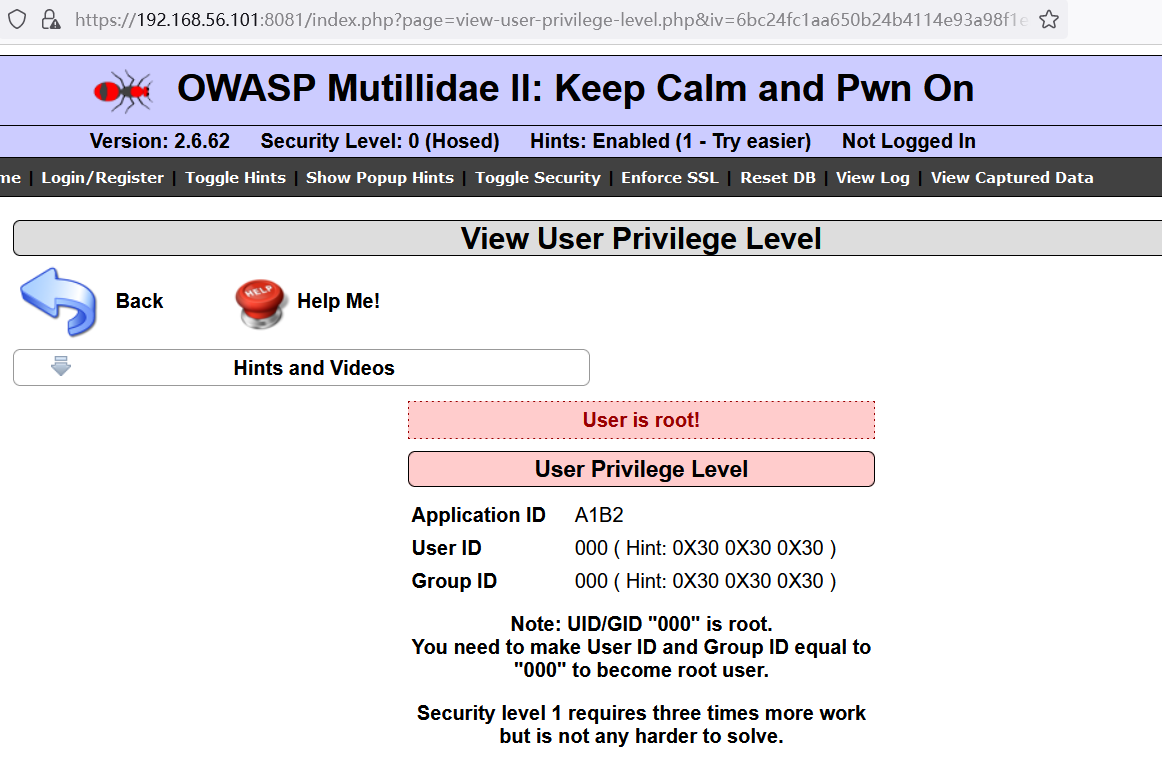 https://192.168.56.101:8081/index.php?page=view-user-privilege-level.php&iv=6bc24fc1aa650b24b4114e93a98f1e
OWASP Mutillidae II: Keep Calm and Pwn On
Version: 2.6.62 Security Level: 0 (Hosed) Hints: Enabled (1 - Try easier) Not Logged In
me | Login/Register | Toggle Hints | Show Popup Hints | Toggle Security | Enforce SSL | Reset DB | View Log | View Captured Data
View User Privilege Level
Back HELP Help Me!
Hints and Videos
User is root!
User Privilege Level
Application ID A1B2
User ID 000 ( Hint: 0X30 0X30 0X30 )
Group ID 000 ( Hint: 0X30 0X30 0X30 )
Note: UID/GID "000" is root.
You need to make User ID and Group ID equal to
"000" to become root user.
Security level 1 requires three times more work
but is not any harder to solve.